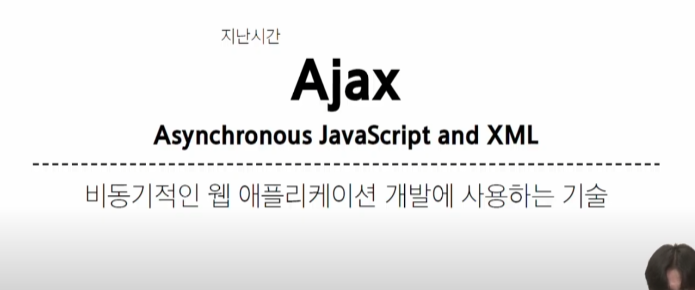 지난시간
Ajax
Asynchronous JavaScript and XML
비동기적인 웹 애플리케이션 개발에 사용하는 기술